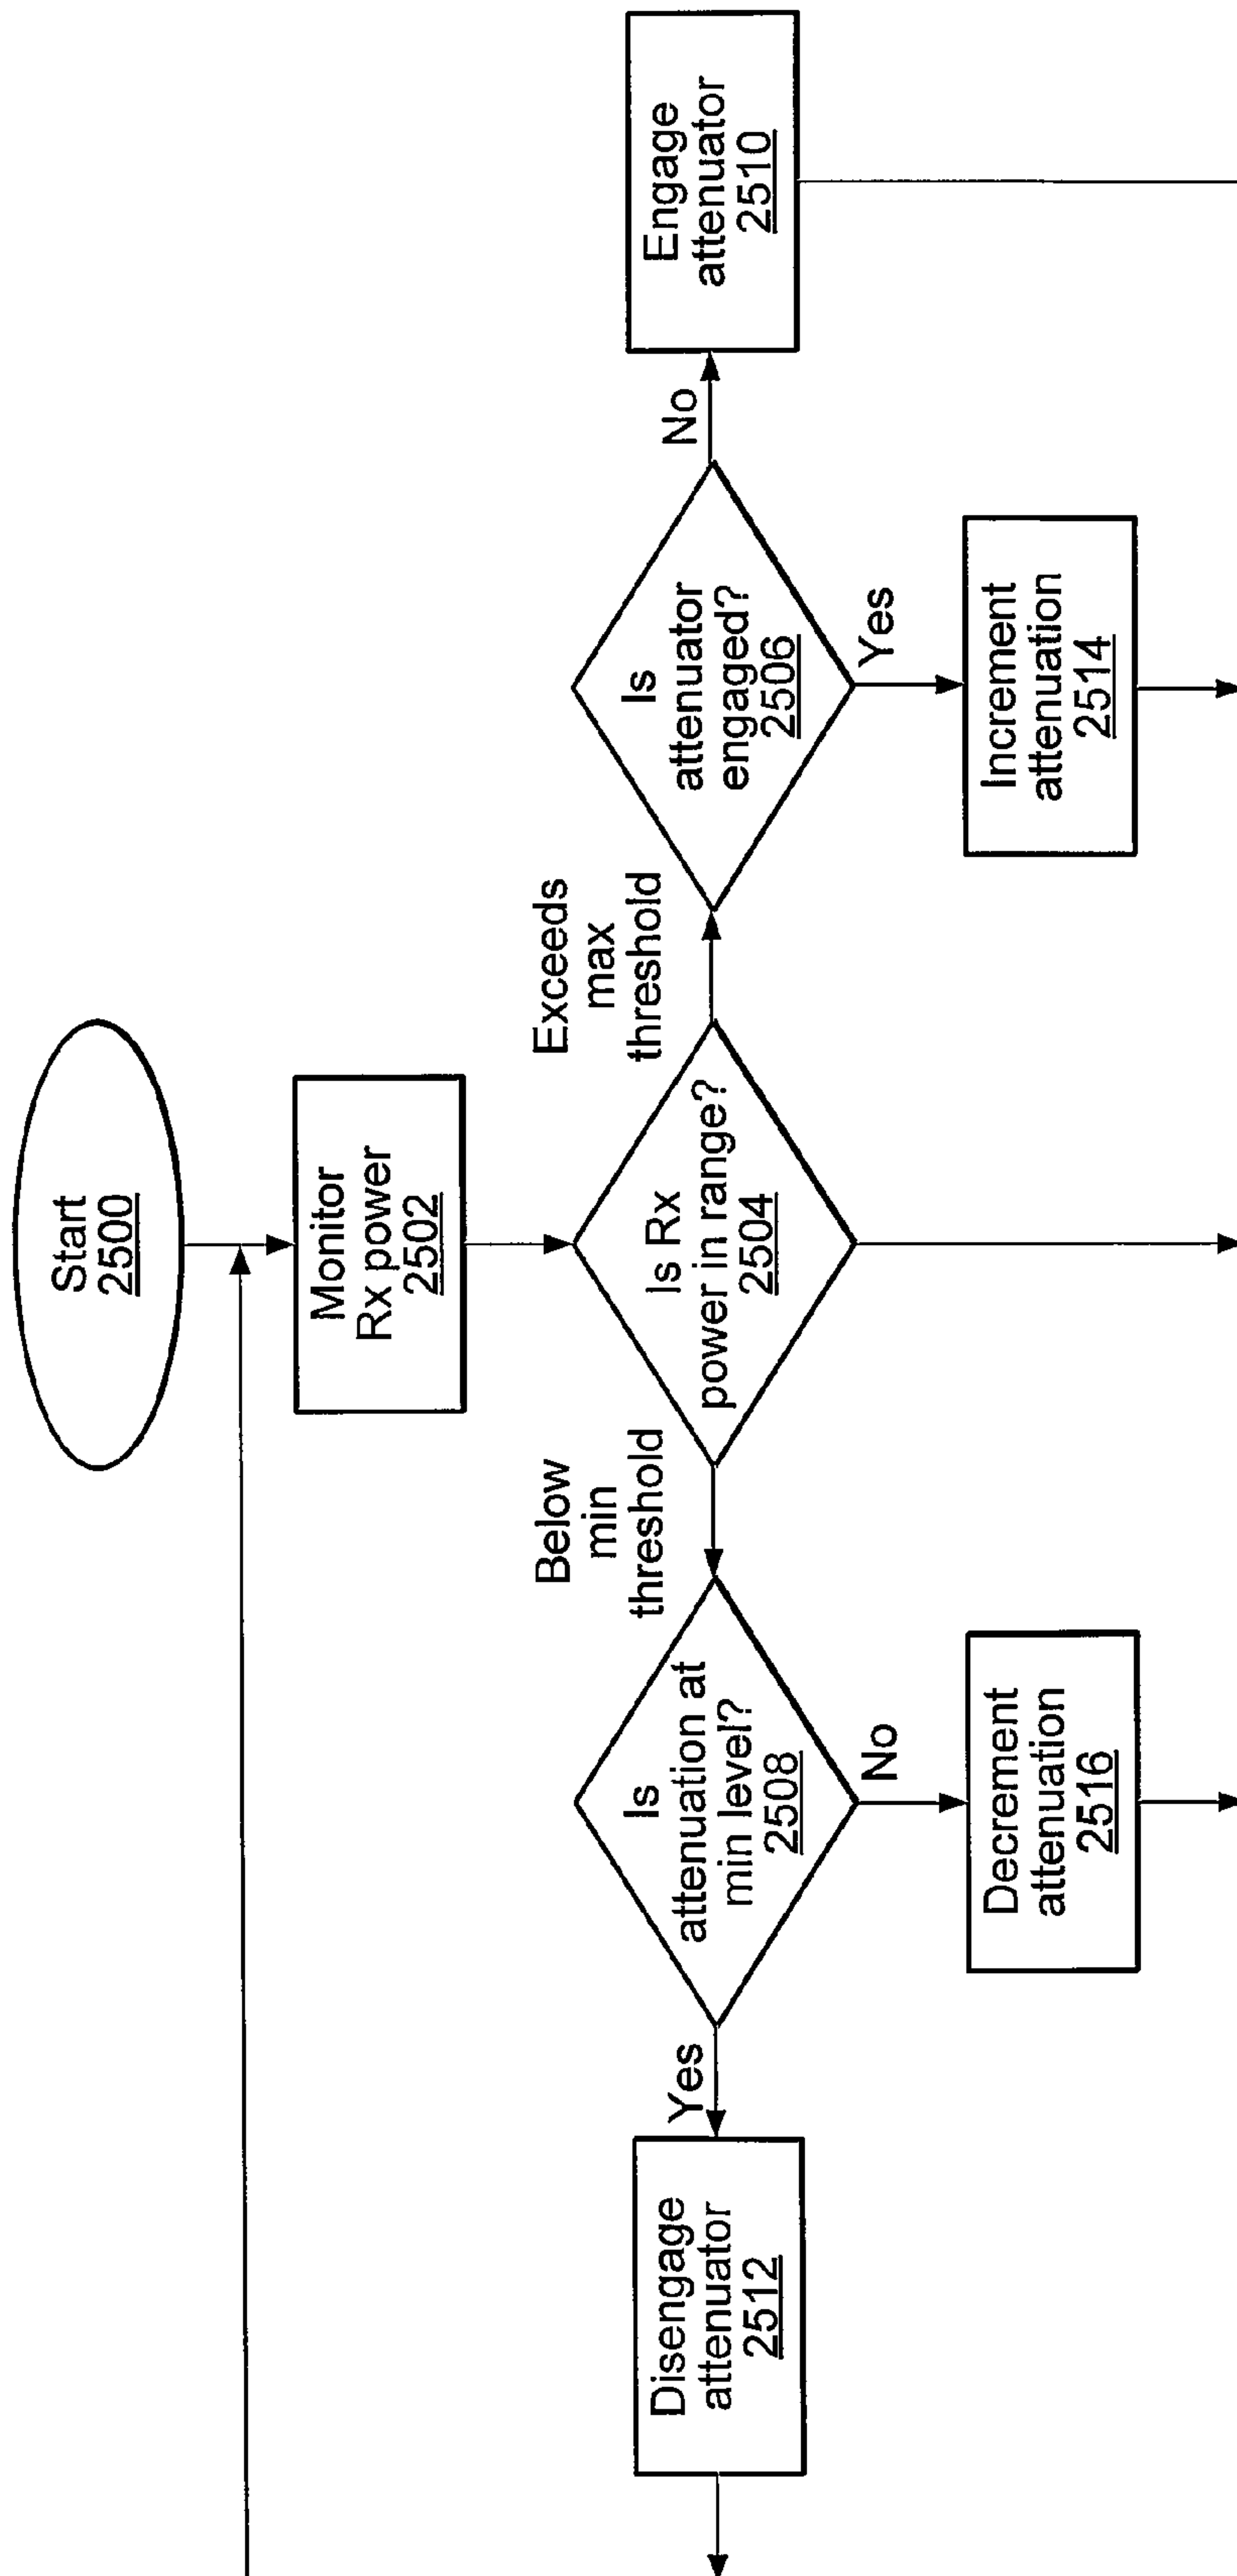 Start
2500
Monitor
Rx power
2502
Below
min
threshold
Is Rx
power in range?
2504
Exceeds
max
threshold
Disengage
attenuator
2512
Yes
Is
attenuation at
min level?
2508
Is
attenuator
engaged?
2506
No
Engage
attenuator
2510
No
Yes
Decrement
attenuation
2516
Increment
attenuation
2514